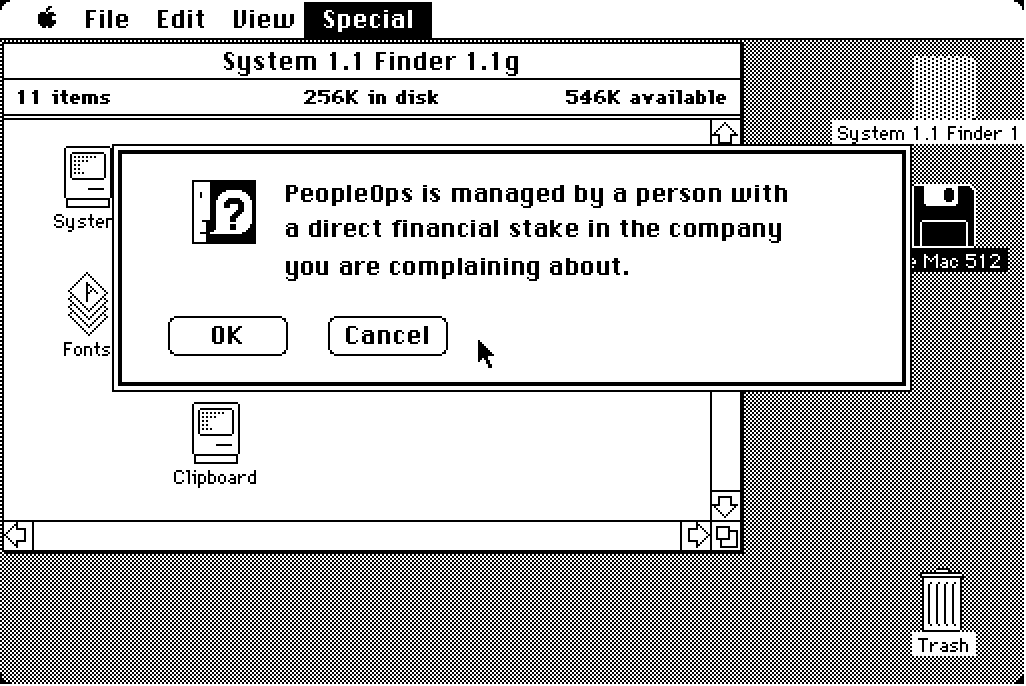 File Edit View Special
System 1.1 Finder 1.1g
11 items 256K in disk 546K available
System 1.1 Finder 1
System
PeopleOps is managed by a person with
a direct financial stake in the company
you are complaining about.
Mac 512
Fonts
OK Cancel
Clipboard
Trash